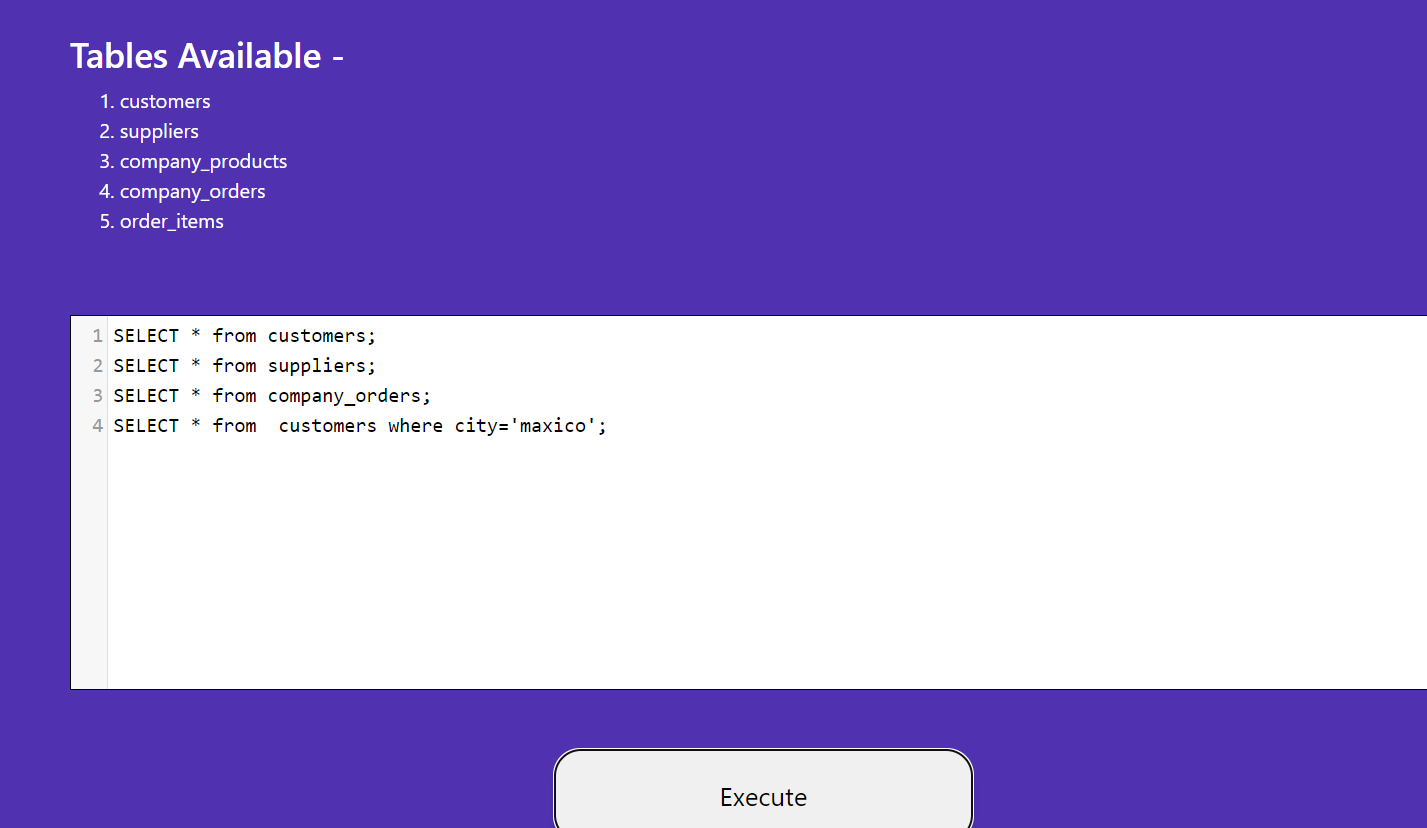 Tables Available -
1. customers
2. suppliers
3. company_products
4. company_orders
5. order_items
1 SELECT * from customers;
2 SELECT * from suppliers;
3 SELECT * from company_orders;
4 SELECT * from  customers where city='maxico';
Execute